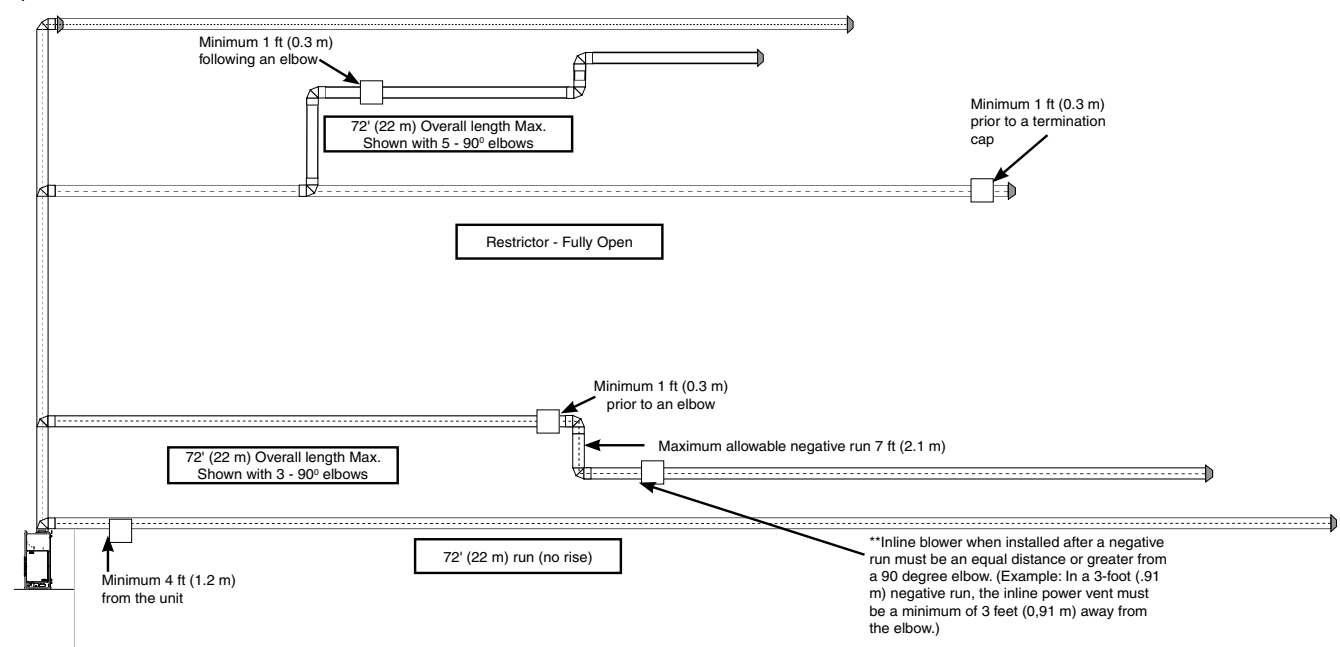 Minimum 1 ft (0.3 m)
following an elbow
72' (22 m) Overall length Max.
Shown with 5 - 90⁰ elbows
Minimum 1 ft (0.3 m)
prior to a termination
cap
Restrictor - Fully Open
Minimum 1 ft (0.3 m)
prior to an elbow
Maximum allowable negative run 7 ft (2.1 m)
72' (22 m) Overall length Max.
Shown with 3 - 90⁰ elbows
72' (22 m) run (no rise)
Minimum 4 ft (1.2 m)
from the unit
**Inline blower when installed after a negative
run must be an equal distance or greater from
a 90 degree elbow. (Example: In a 3-foot (.91
m) negative run, the inline power vent must
be a minimum of 3 feet (0,91 m) away from
the elbow.)